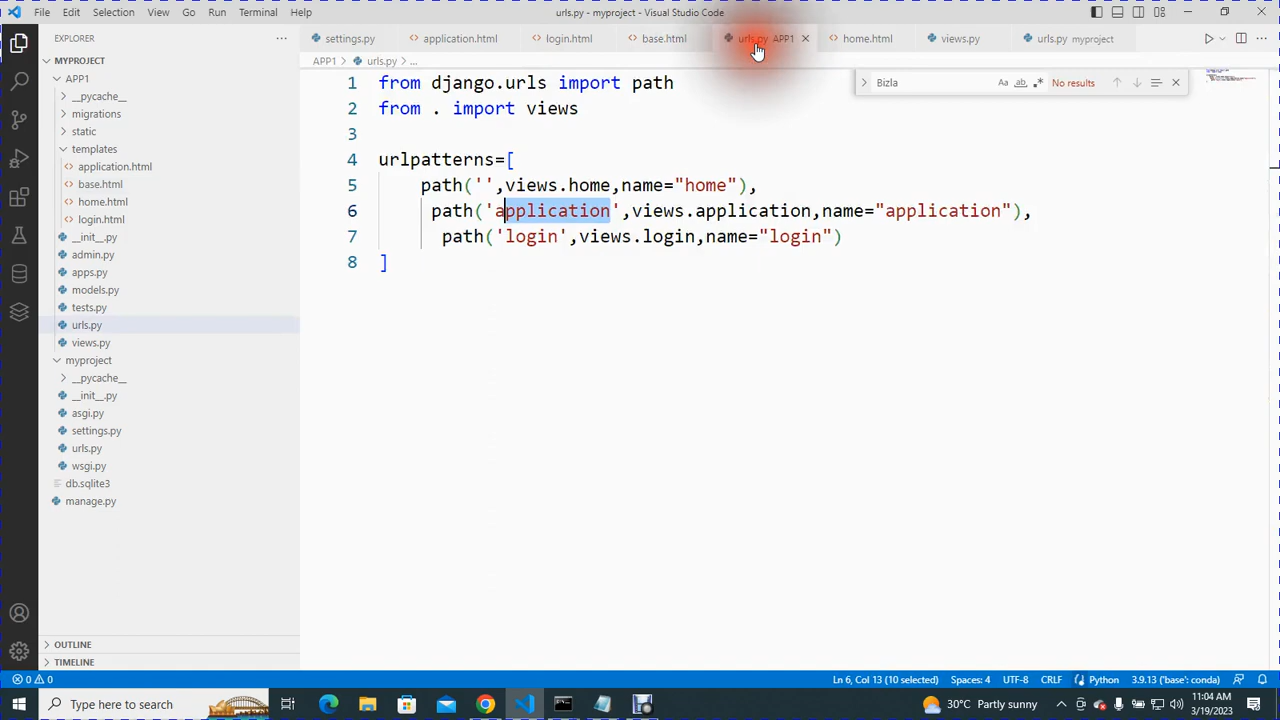 File Edit Selection View Go Run Terminal Help
urls.py - myproject - Visual Studio Code
EXPLORER
settings.py application.html login.html base.html urls.py APP1 home.html views.py urls.py myproject
MYPROJECT
APP1 > urls.py > ...
APP1
__pycache__
migrations
static
templates
application.html
base.html
home.html
login.html
__init__.py
admin.py
apps.py
models.py
tests.py
urls.py
views.py
myproject
__pycache__
__init__.py
asgi.py
settings.py
urls.py
wsgi.py
db.sqlite3
manage.py
OUTLINE
TIMELINE
Bizla Aa ab .* No results
1 from django.urls import path
2 from . import views
3
4 urlpatterns=[
5 path('',views.home,name="home"),
6 path('application',views.application,name="application"),
7 path('login',views.login,name="login")
8 ]
0 0 Ln 6, Col 13 (10 selected) Spaces: 4 UTF-8 CRLF Python 3.9.13 ('base': conda)
Type here to search
30°C Partly sunny
11:04 AM
3/19/2023